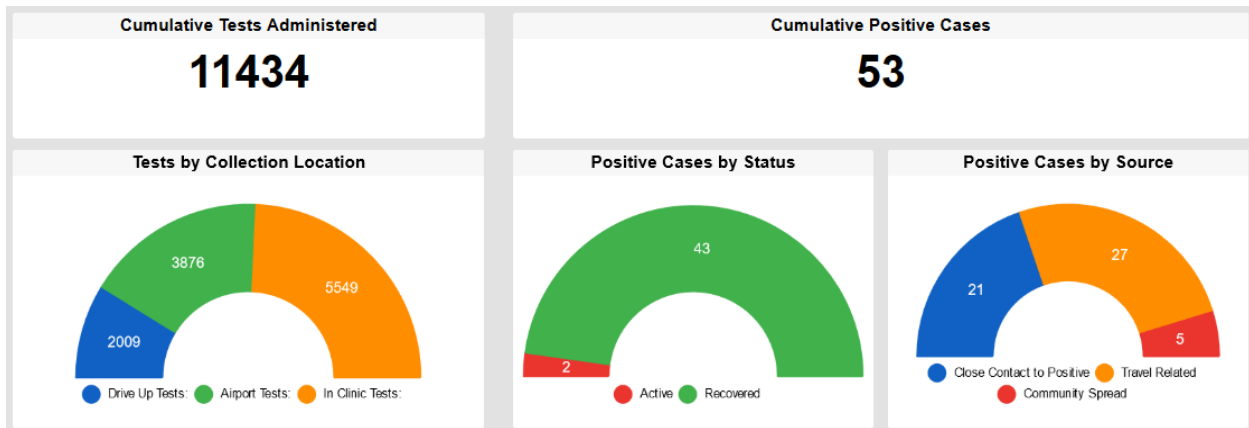 Cumulative Tests Administered
11434
Cumulative Positive Cases
53
Tests by Collection Location
3876
5549
2009
Drive Up Tests: Airport Tests: In Clinic Tests:
Positive Cases by Status
43
2
Active Recovered
Positive Cases by Source
27
21
5
Close Contact to Positive Travel Related
Community Spread